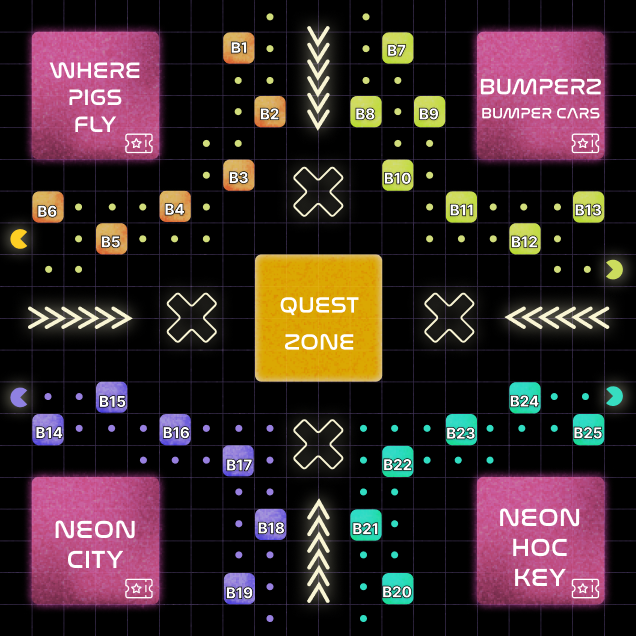 B1
B7
WHERE
PIGS
FLY
BUMPERZ
BUMPER CARS
B2
B8
B9
B3
B10
B6
B4
B11
B13
B5
B12
QUEST
ZONE
B15
B24
B14
B16
B23
B25
B17
B22
NEON
CITY
B18
B21
NEON
HOC
KEY
B19
B20